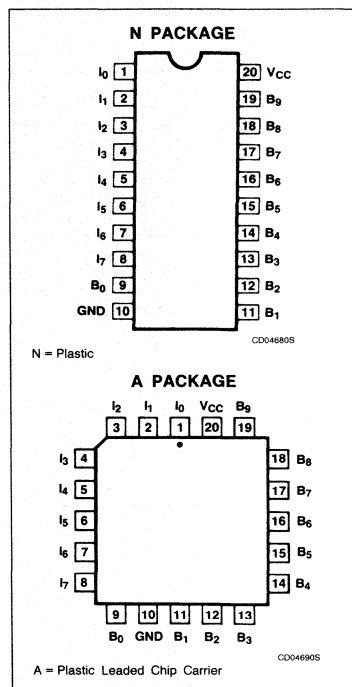 N PACKAGE
I0 1 20 VCC
I1 2 19 B9
I2 3 18 B8
I3 4 17 B7
I4 5 16 B6
I5 6 15 B5
I6 7 14 B4
I7 8 13 B3
B0 9 12 B2
GND 10 11 B1
CD04680S
N = Plastic
A PACKAGE
I2 I1 I0 VCC B9
3 2 1 20 19
I3 4 18 B8
I4 5 17 B7
I5 6 16 B6
I6 7 15 B5
I7 8 14 B4
9 10 11 12 13
B0 GND B1 B2 B3
CD04690S
A = Plastic Leaded Chip Carrier